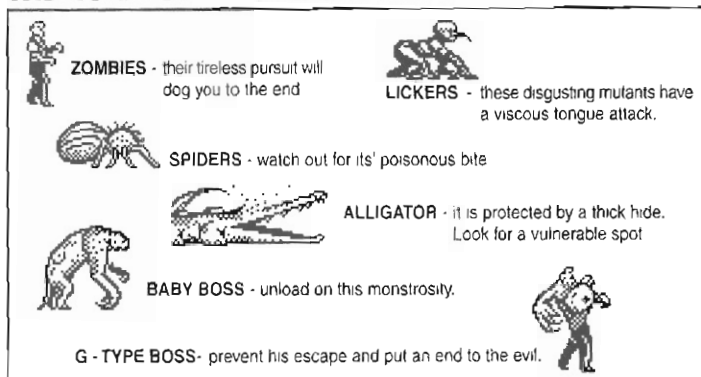 ZOMBIES - their tireless pursuit will
dog you to the end
LICKERS - these disgusting mutants have
a viscous tongue attack.
SPIDERS - watch out for its' poisonous bite
ALLIGATOR - it is protected by a thick hide.
Look for a vulnerable spot
BABY BOSS - unload on this monstrosity.
G - TYPE BOSS- prevent his escape and put an end to the evil.